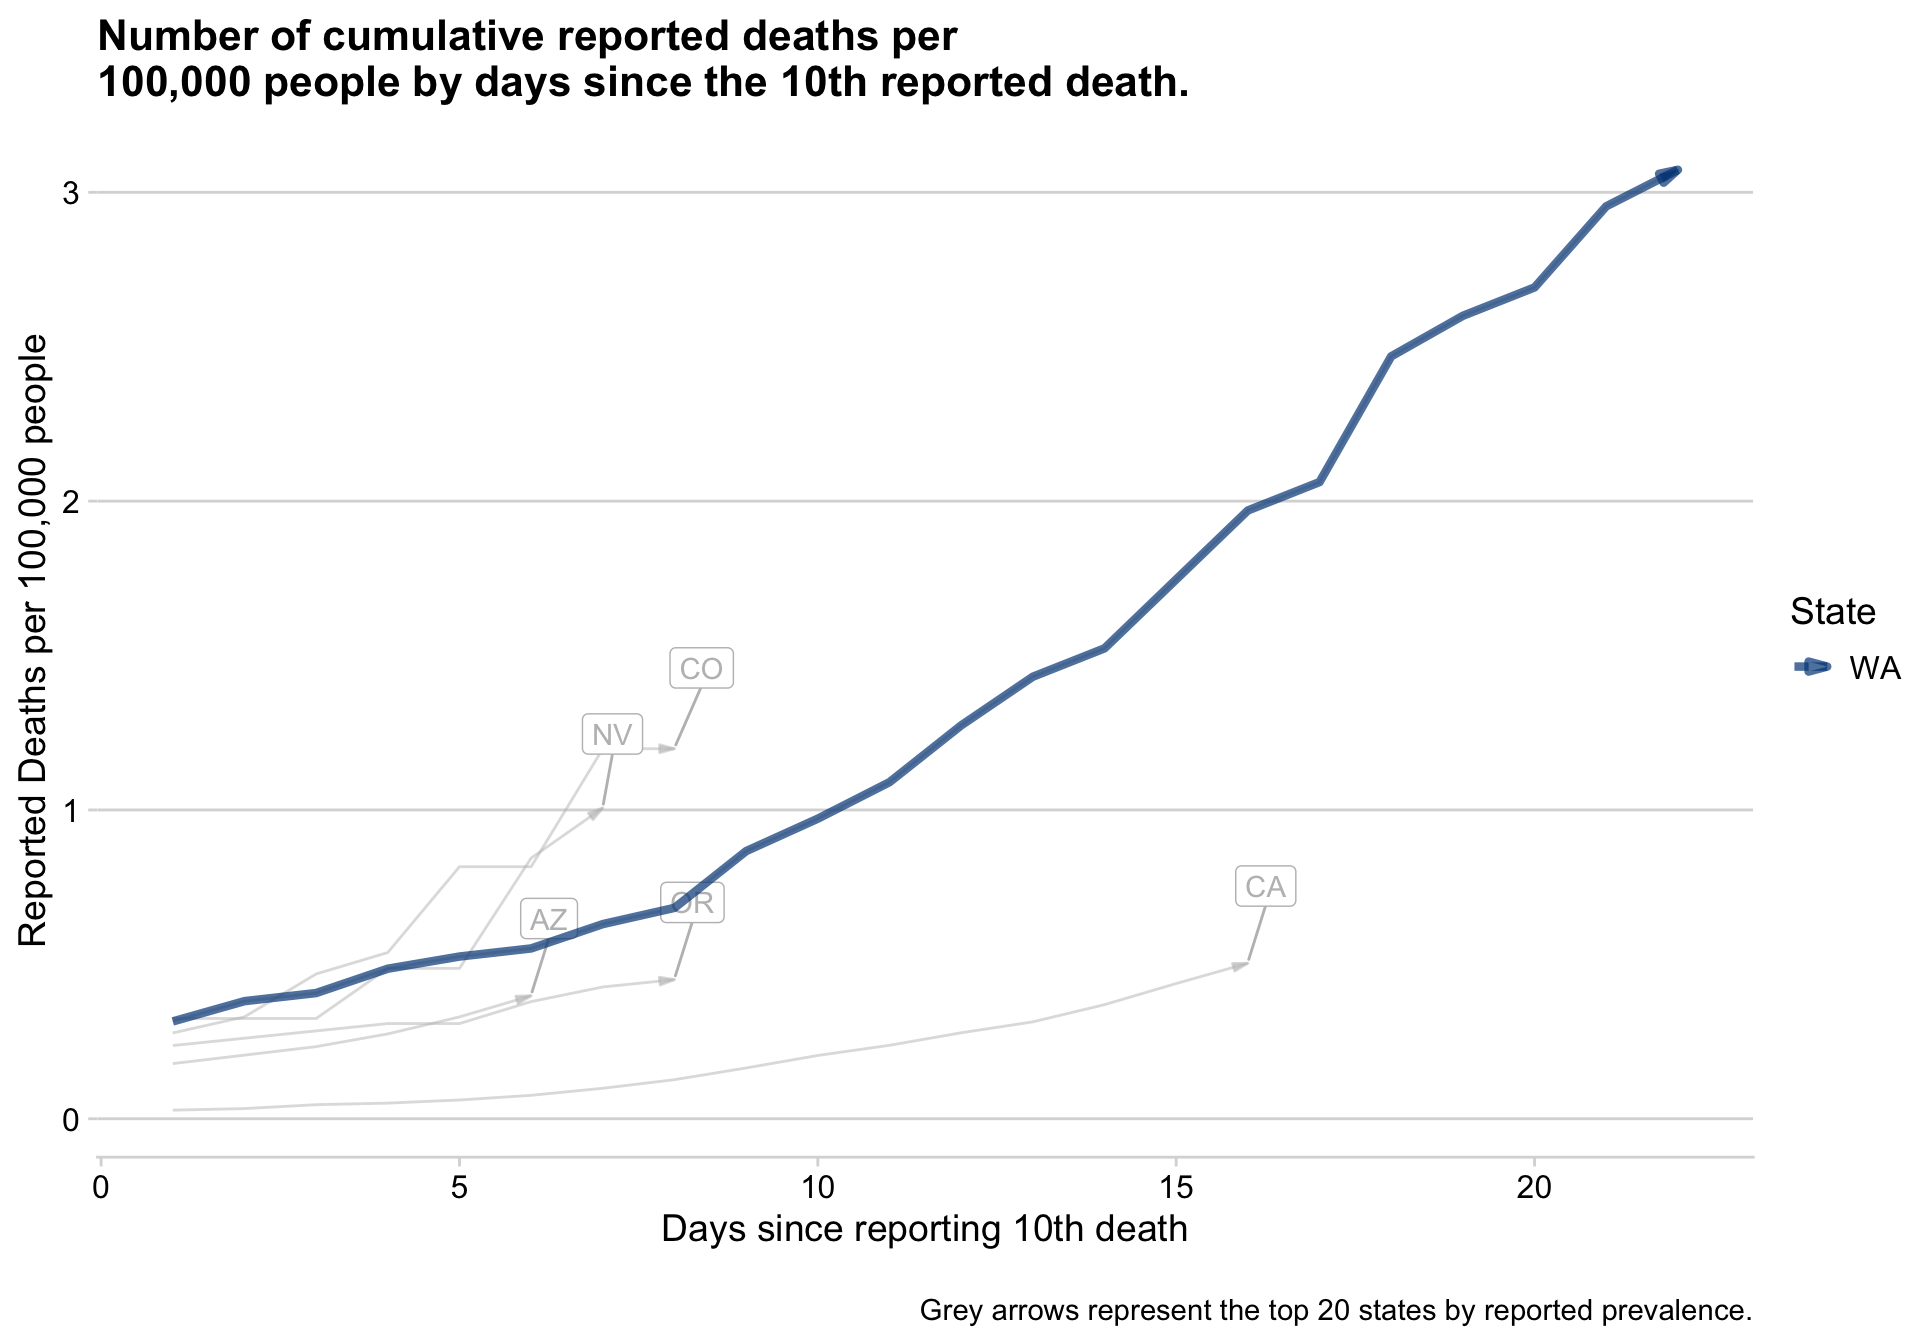 Number of cumulative reported deaths per
100,000 people by days since the 10th reported death.
Reported Deaths per 100,000 people
3
2
1
0
CO
NV
AZ
OR
CA
State
WA
0 5 10 15 20
Days since reporting 10th death
Grey arrows represent the top 20 states by reported prevalence.